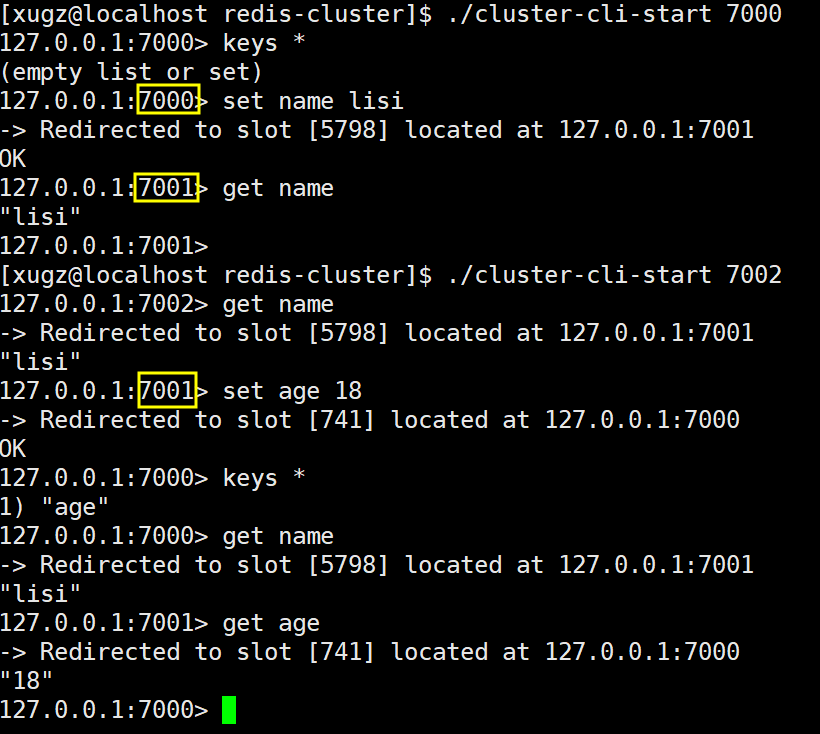 [xugz@localhost redis-cluster]$ ./cluster-cli-start 7000
127.0.0.1:7000> keys *
(empty list or set)
127.0.0.1:7000> set name lisi
-> Redirected to slot [5798] located at 127.0.0.1:7001
OK
127.0.0.1:7001> get name
"lisi"
127.0.0.1:7001>
[xugz@localhost redis-cluster]$ ./cluster-cli-start 7002
127.0.0.1:7002> get name
-> Redirected to slot [5798] located at 127.0.0.1:7001
"lisi"
127.0.0.1:7001> set age 18
-> Redirected to slot [741] located at 127.0.0.1:7000
OK
127.0.0.1:7000> keys *
1) "age"
127.0.0.1:7000> get name
-> Redirected to slot [5798] located at 127.0.0.1:7001
"lisi"
127.0.0.1:7001> get age
-> Redirected to slot [741] located at 127.0.0.1:7000
"18"
127.0.0.1:7000>